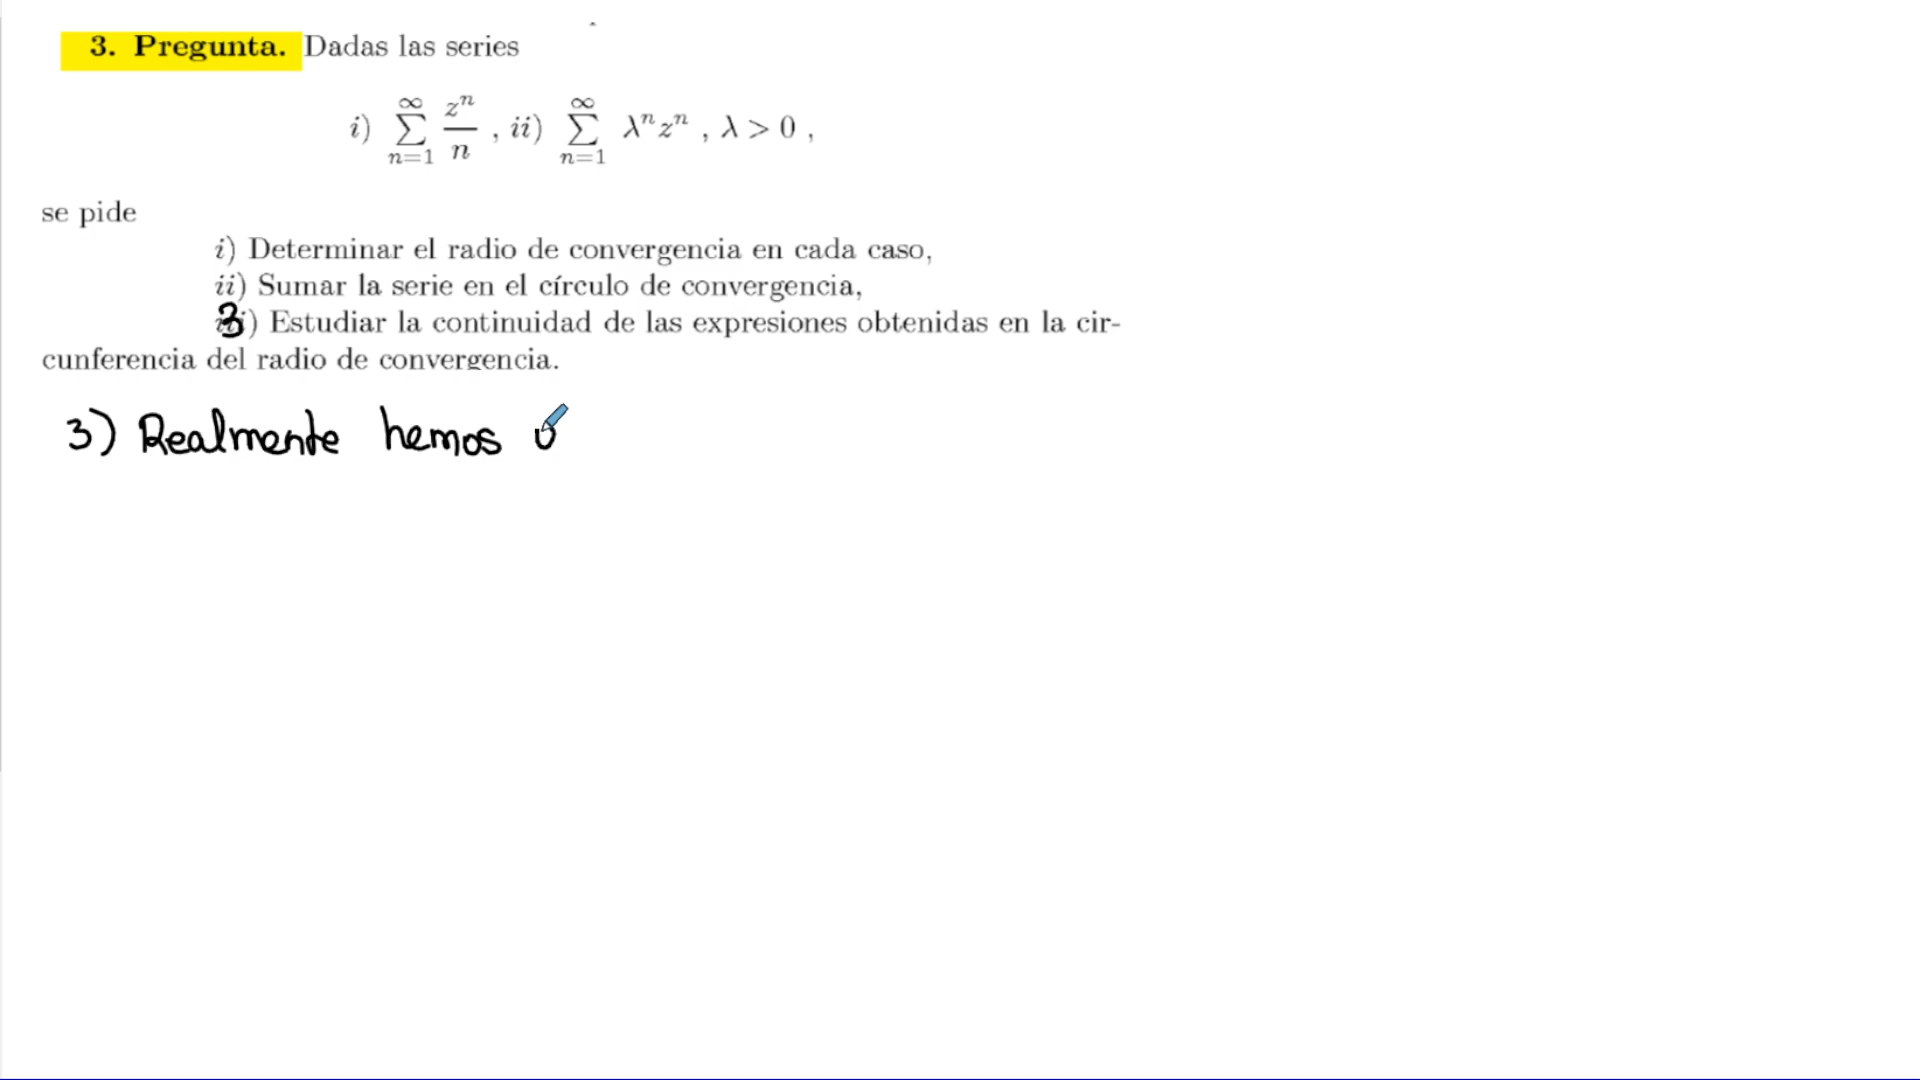 3. Pregunta. Dadas las series
i) ∞ ∑ n=1 zⁿ/n , ii) ∞ ∑ n=1 λⁿzⁿ , λ > 0 ,
se pide
i) Determinar el radio de convergencia en cada caso,
ii) Sumar la serie en el círculo de convergencia,
3) Estudiar la continuidad de las expresiones obtenidas en la cir-
cunferencia del radio de convergencia.
3) Realmente hemos